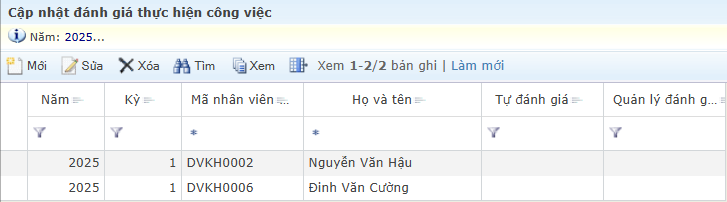 Cập nhật đánh giá thực hiện công việc
Năm: 2025...
Mới Sửa Xóa Tìm Xem Xem 1-2/2 bản ghi | Làm mới
Năm Kỳ Mã nhân viên ... Họ và tên Tự đánh giá Quản lý đánh g...
* *
2025 1 DVKH0002 Nguyễn Văn Hậu
2025 1 DVKH0006 Đinh Văn Cường